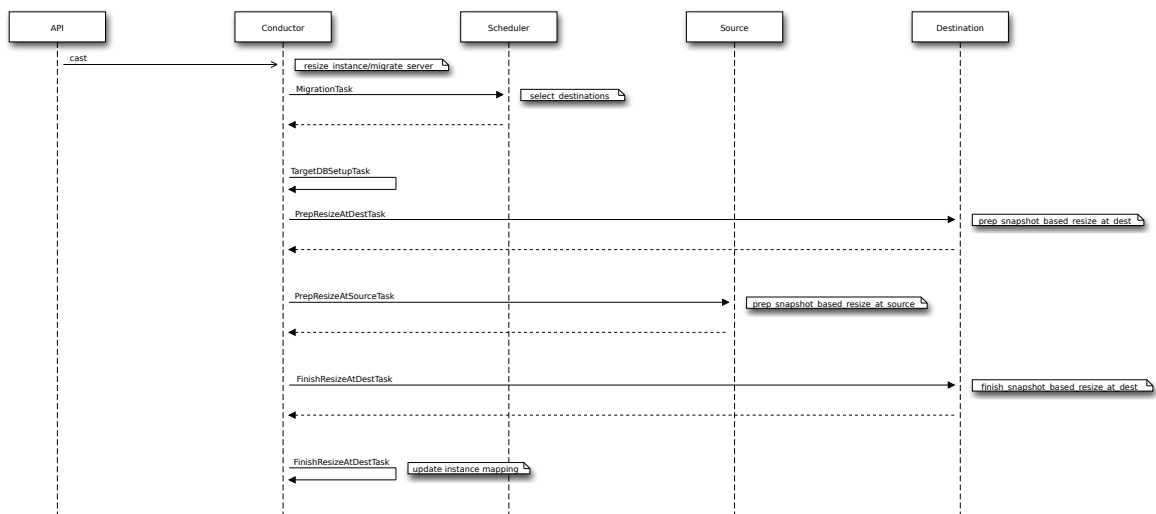 API Conductor Scheduler Source Destination
cast
resize_instance/migrate_server
MigrationTask
select_destinations
TargetDBSetupTask
PrepResizeAtDestTask
prep_snapshot_based_resize_at_dest
PrepResizeAtSourceTask
prep_snapshot_based_resize_at_source
FinishResizeAtDestTask
finish_snapshot_based_resize_at_dest
FinishResizeAtDestTask
update instance mapping